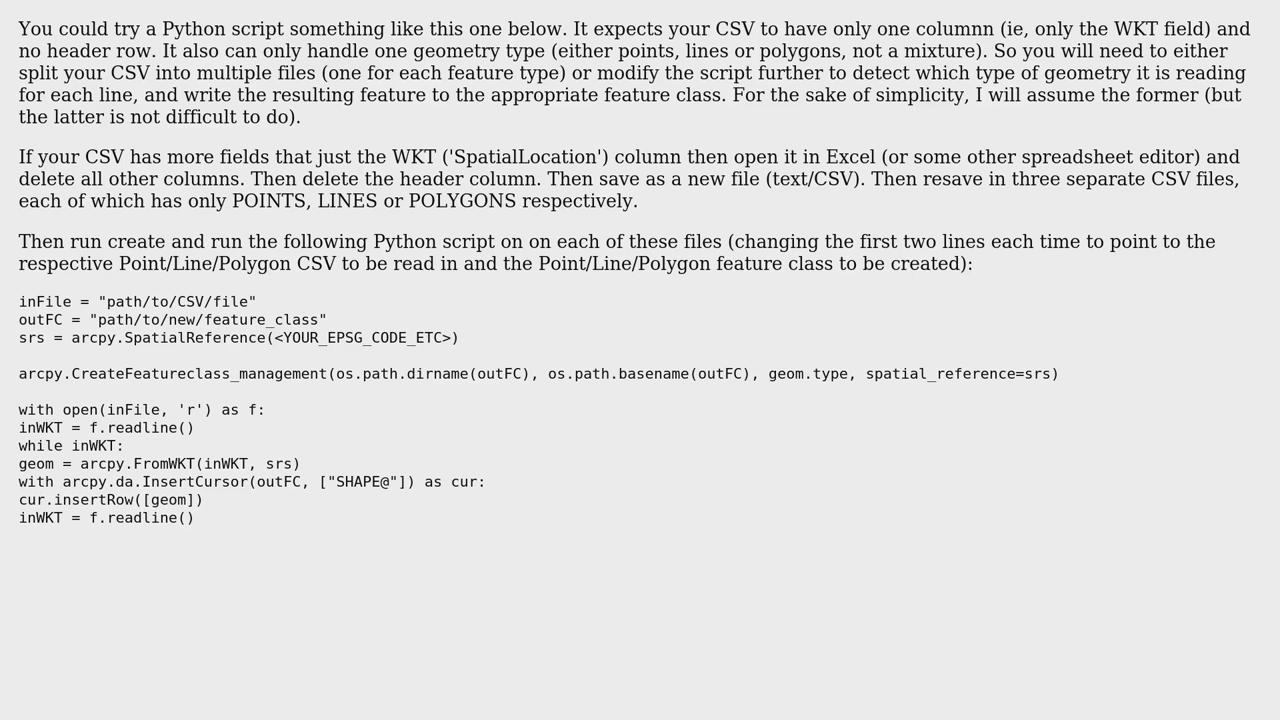 You could try a Python script something like this one below. It expects your CSV to have only one columnn (ie, only the WKT field) and
no header row. It also can only handle one geometry type (either points, lines or polygons, not a mixture). So you will need to either
split your CSV into multiple files (one for each feature type) or modify the script further to detect which type of geometry it is reading
for each line, and write the resulting feature to the appropriate feature class. For the sake of simplicity, I will assume the former (but
the latter is not difficult to do).
If your CSV has more fields that just the WKT ('SpatialLocation') column then open it in Excel (or some other spreadsheet editor) and
delete all other columns. Then delete the header column. Then save as a new file (text/CSV). Then resave in three separate CSV files,
each of which has only POINTS, LINES or POLYGONS respectively.
Then run create and run the following Python script on on each of these files (changing the first two lines each time to point to the
respective Point/Line/Polygon CSV to be read in and the Point/Line/Polygon feature class to be created):
inFile = "path/to/CSV/file"
outFC = "path/to/new/feature_class"
srs = arcpy.SpatialReference(<YOUR_EPSG_CODE_ETC>)
arcpy.CreateFeatureclass_management(os.path.dirname(outFC), os.path.basename(outFC), geom.type, spatial_reference=srs)
with open(inFile, 'r') as f:
inWKT = f.readline()
while inWKT:
geom = arcpy.FromWKT(inWKT, srs)
with arcpy.da.InsertCursor(outFC, ["SHAPE@"]) as cur:
cur.insertRow([geom])
inWKT = f.readline()